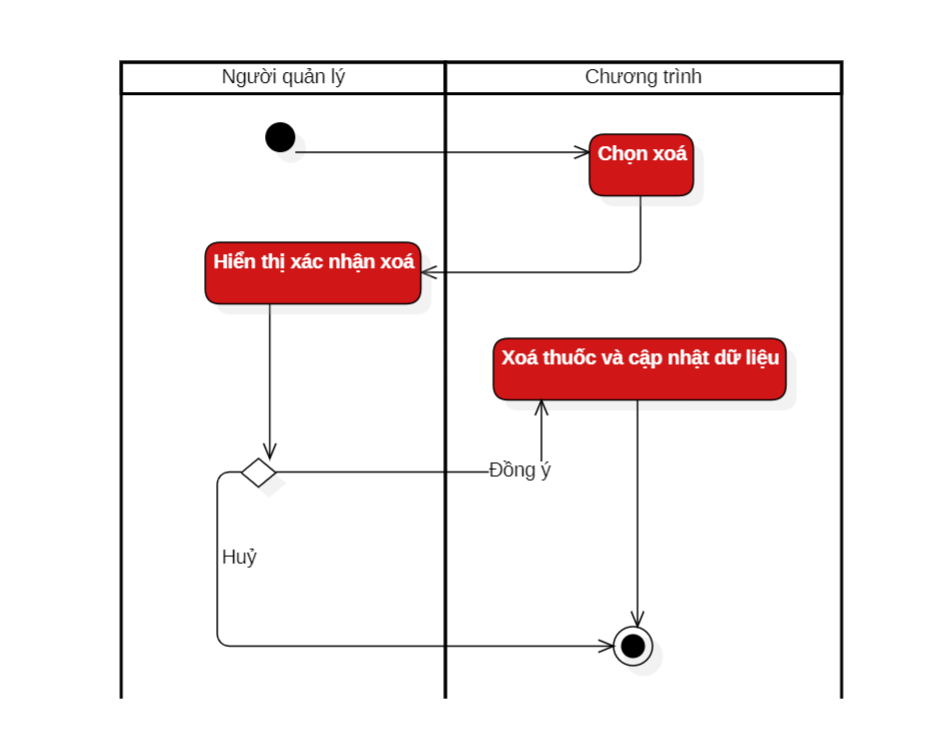 Người quản lý
Chương trình
Chọn xoá
Hiển thị xác nhận xoá
Xoá thuốc và cập nhật dữ liệu
Đồng ý
Huỷ